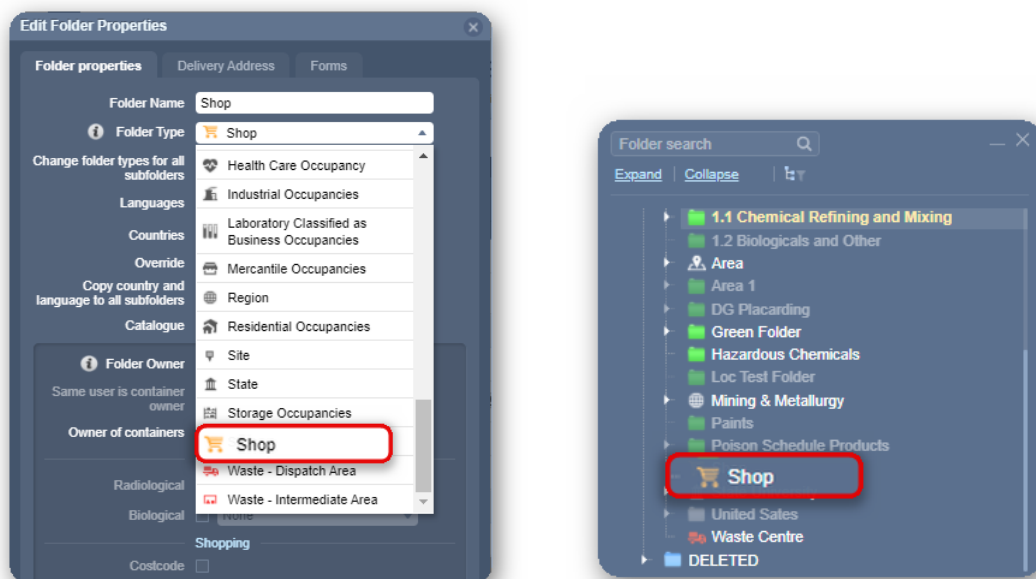 Edit Folder Properties
Folder properties
Delivery Address
Forms
Folder Name
Shop
Folder Type
Shop
Change folder types for all
subfolders
Languages
Countries
Override
Copy country and
language to all subfolders
Catalogue
Folder Owner
Same user is container
owner
Owner of containers
Radiological
Biological
None
Shopping
Costcode
Health Care Occupancy
Industrial Occupancies
Laboratory Classified as
Business Occupancies
Mercantile Occupancies
Region
Residential Occupancies
Site
State
Storage Occupancies
Shop
Waste - Dispatch Area
Waste - Intermediate Area
Folder search
Expand
Collapse
1.1 Chemical Refining and Mixing
1.2 Biologicals and Other
Area
Area 1
DG Placarding
Green Folder
Hazardous Chemicals
Loc Test Folder
Mining & Metallurgy
Paints
Poison Schedule Products
Shop
United Sates
Waste Centre
DELETED